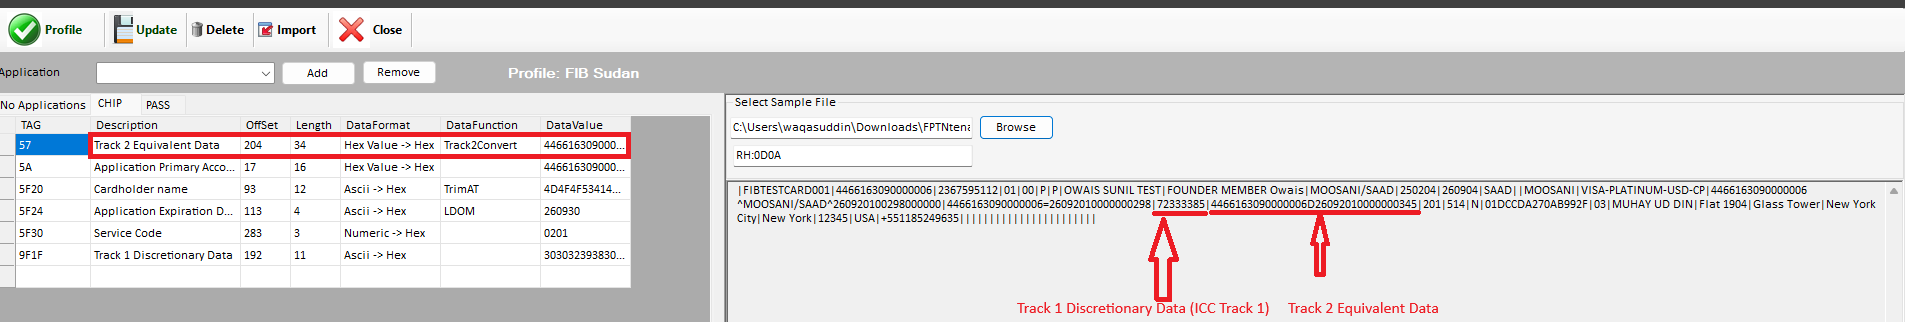 Profile Update Delete Import Close
Application Add Remove Profile: FIB Sudan
No Applications CHIP PASS
TAG Description OffSet Length DataFormat DataFunction DataValue
57 Track 2 Equivalent Data 204 34 Hex Value -> Hex Track2Convert 446616309000...
5A Application Primary Acco... 17 16 Hex Value -> Hex 446616309000...
5F20 Cardholder name 93 12 Ascii -> Hex TrimAT 4D4F4F53414...
5F24 Application Expiration D... 113 4 Ascii -> Hex LDOM 260930
5F30 Service Code 283 3 Numeric -> Hex 0201
9F1F Track 1 Discretionary Data 192 11 Ascii -> Hex 303032393830...
Select Sample File
C:\Users\waqasuddin\Downloads\FPTNtena Browse
RH:0D0A
|FIBTESTCARD001|4466163090000006|2367595112|01|00|P|P|OWAIS SUNIL TEST|FOUNDER MEMBER Owais|MOOSANI/SAAD|250204|260904|SAAD||MOOSANI|VISA-PLATINUM-USD-CP|4466163090000006
^MOOSANI/SAAD^260920100298000000|4466163090000006=26092010000000298|72333385|4466163090000006D26092010000000345|201|514|N|01DCCDA270AB992F|03|MUHAY UD DIN|Flat 1904|Glass Tower|New York
City|New York|12345|USA|+551185249635||||||||||||||||||||||||
Track 1 Discretionary Data (ICC Track 1) Track 2 Equivalent Data